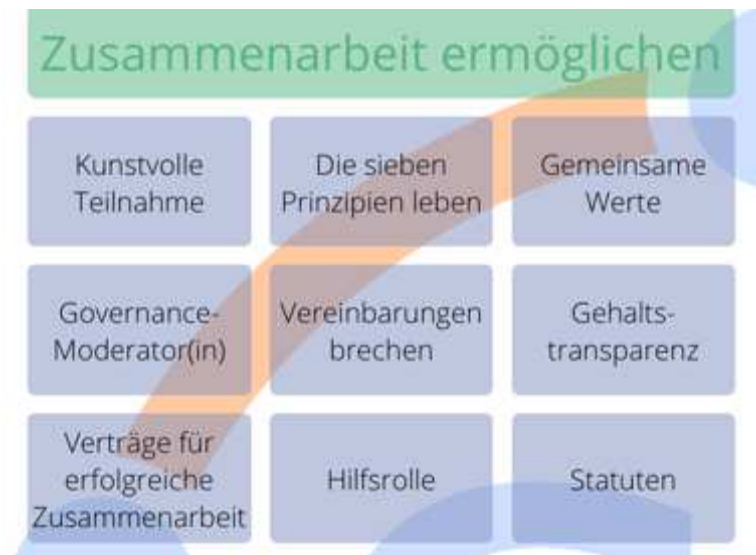 Zusammenarbeit ermöglichen
Kunstvolle
Teilnahme
Die sieben
Prinzipien leben
Gemeinsame
Werte
Governance-
Moderator(in)
Vereinbarungen
brechen
Gehalts-
transparenz
Verträge für
erfolgreiche
Zusammenarbeit
Hilfsrolle
Statuten